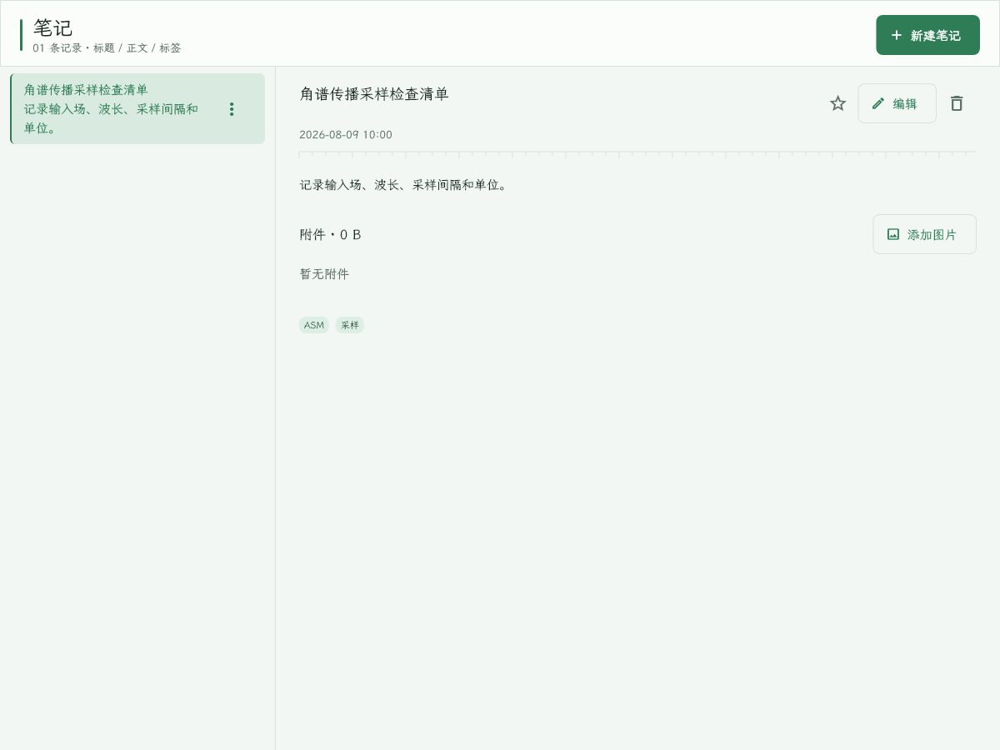 笔记
01 条记录・标题 / 正文 / 标签
新建笔记
角谱传播采样检查清单
记录输入场、波长、采样间隔和
单位。
角谱传播采样检查清单
编辑
2026-08-09 10:00
记录输入场、波长、采样间隔和单位。
附件・0 B
添加图片
暂无附件
ASM
采样